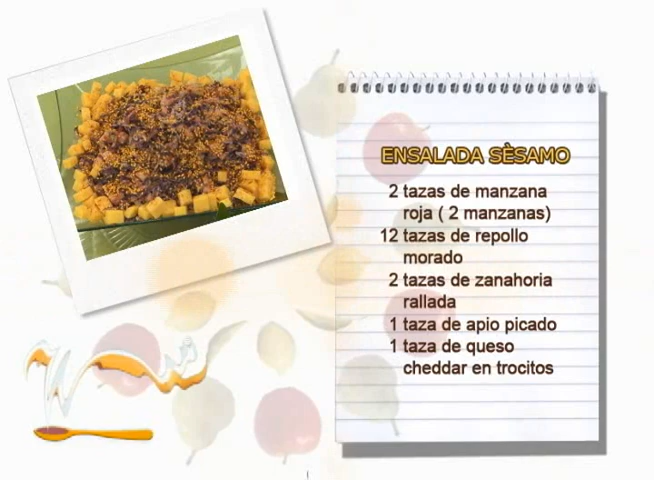 ENSALADA SÈSAMO
2 tazas de manzana
roja ( 2 manzanas)
12 tazas de repollo
morado
2 tazas de zanahoria
rallada
1 taza de apio picado
1 taza de queso
cheddar en trocitos